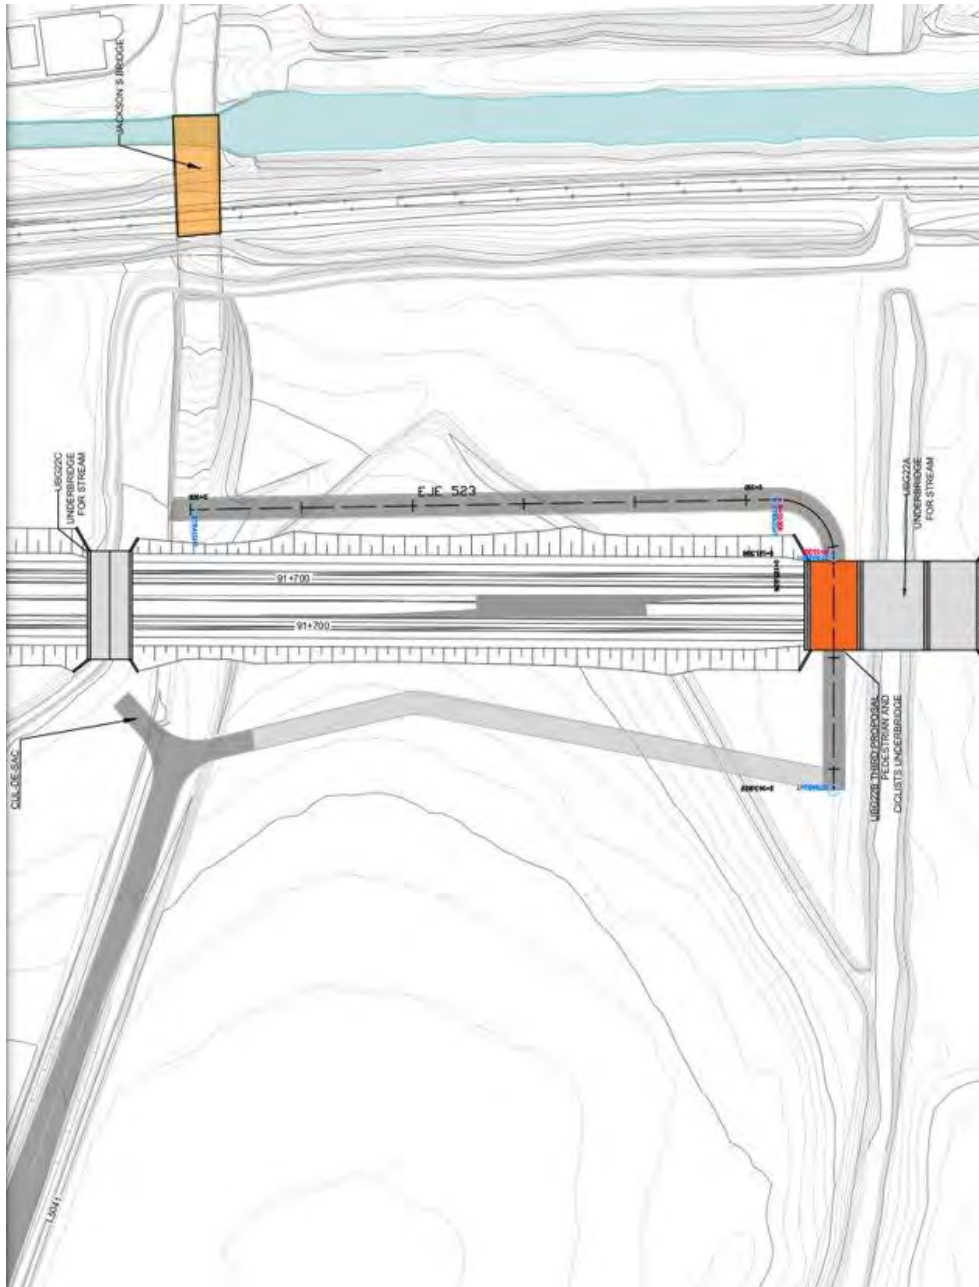 JACKSON S BRIDGE
UBG22C
UNDERBRIDGE
FOR STREAM
EJE 523
UBG22A
UNDERBRIDGE
FOR STREAM
91+700
91+700
CUL-DE-SAC
UBG22B THIRD PROPOSAL
PEDESTRIAN AND
CICLISTS UNDERBRIDGE
L5041